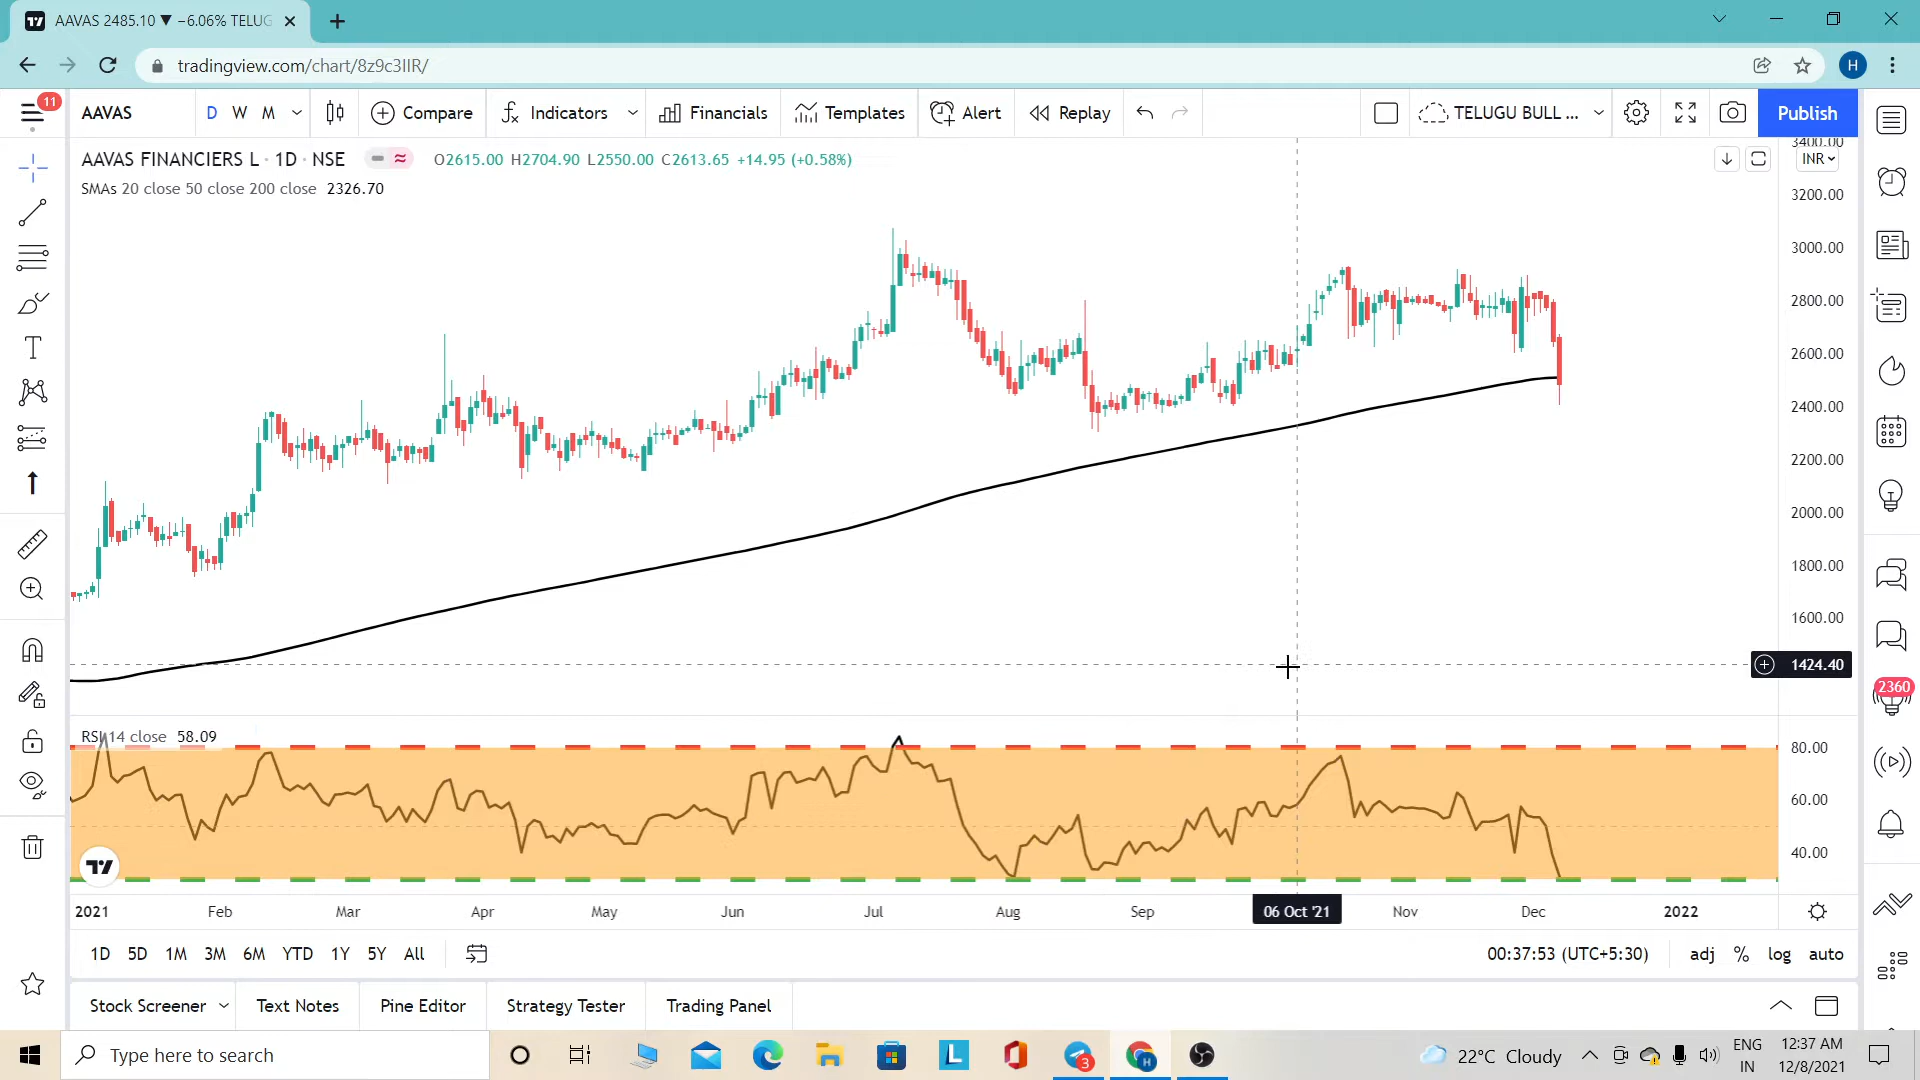 AAVAS 2485.10 ▼ −6.06% TELUG
tradingview.com/chart/8z9c3IIR/
H
11
AAVAS
D W M
Compare
Indicators
Financials
Templates
Alert
Replay
TELUGU BULL ...
Publish
AAVAS FINANCIERS L · 1D · NSE
O2615.00 H2704.90 L2550.00 C2613.65 +14.95 (+0.58%)
SMAs 20 close 50 close 200 close 2326.70
INR
3400.00
3200.00
3000.00
2800.00
2600.00
2400.00
2200.00
2000.00
1800.00
1600.00
1424.40
2360
RSI 14 close 58.09
80.00
60.00
40.00
2021 Feb Mar Apr May Jun Jul Aug Sep 06 Oct '21 Nov Dec 2022
1D 5D 1M 3M 6M YTD 1Y 5Y All
00:37:53 (UTC+5:30)
adj % log auto
Stock Screener
Text Notes
Pine Editor
Strategy Tester
Trading Panel
Type here to search
L
3
H
22°C Cloudy
ENG
IN
12:37 AM
12/8/2021